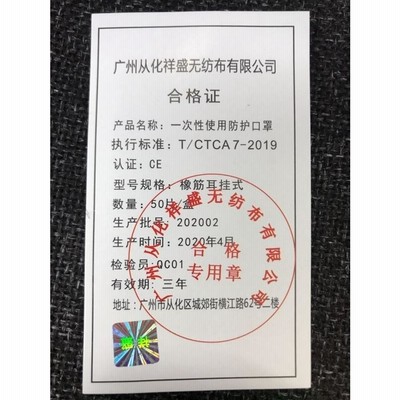 广州从化祥盛无纺布有限公司
合格证
产品名称：一次性使用防护口罩
执行标准：T/CTCA 7-2019
认证：CE
型号规格：橡筋耳挂式
数量：50片/盒
生产批号：202002
生产时间：2020年4月
检验员：QC01
有效期：三年
地址：广州市从化区城郊街横江路62号二楼
广州从化祥盛无纺布有限公司
合格
专用章